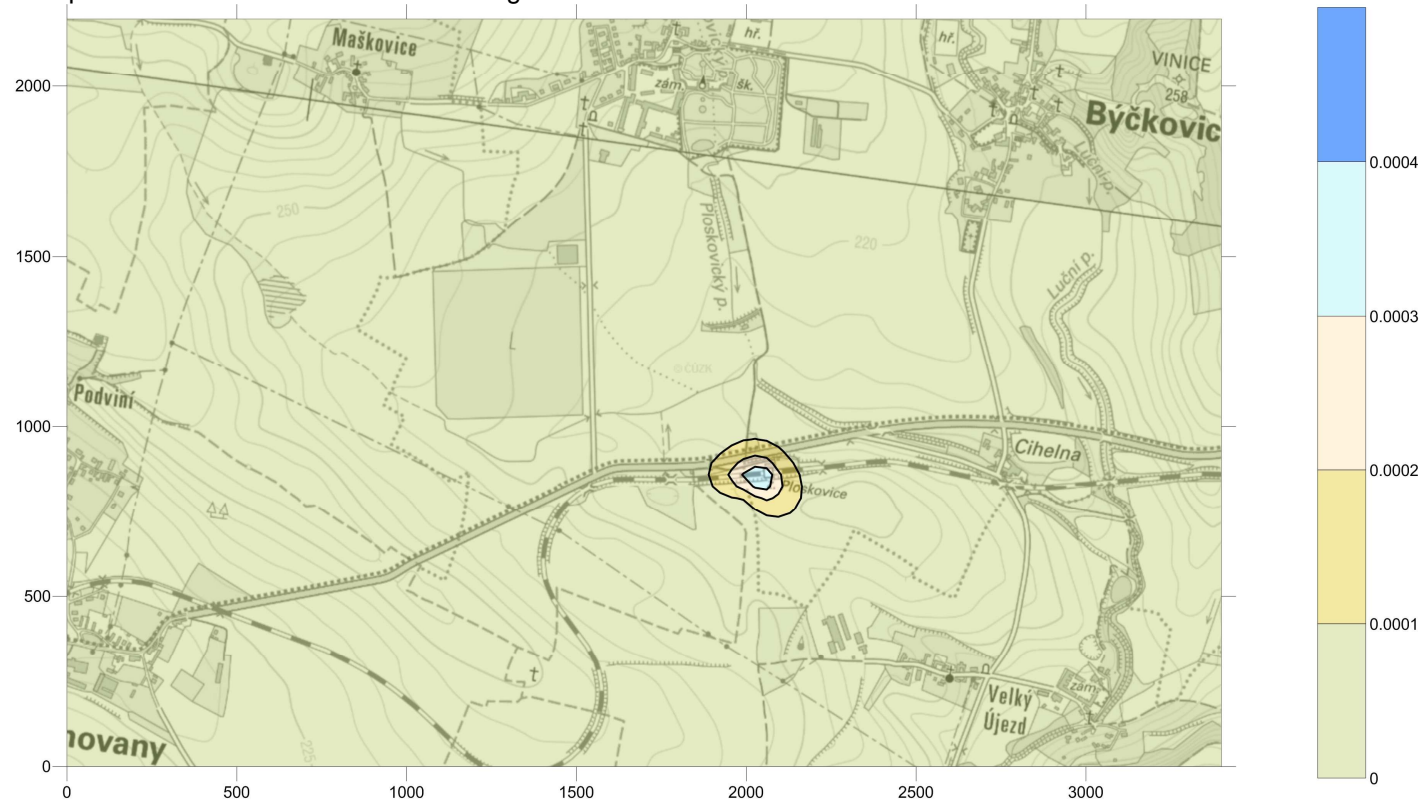 Maškovice
hř.
hř.
VINICE
258
zám.
šk.
Býčkovic
Luční p.
250
Ploskovický p.
220
Luční p.
L
© ČÚZK
Podviní
Cihelna
Ploskovice
Velký
Újezd
zám.
novany
225
2000
1500
1000
500
0
0
500
1000
1500
2000
2500
3000
0.0004
0.0003
0.0002
0.0001
0